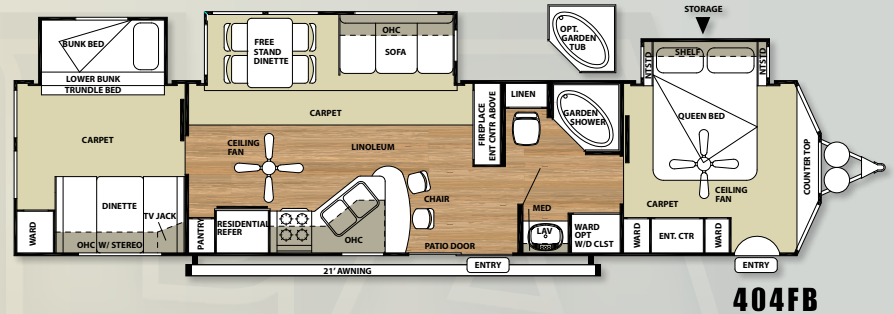 STORAGE
OPT.
GARDEN
TUB
BUNK BED
LOWER BUNK
TRUNDLE BED
FREE
STAND
DINETTE
OHC
SOFA
CARPET
CARPET
CEILING
FAN
LINOLEUM
FIREPLACE
ENT CNTR ABOVE
LINEN
GARDEN
SHOWER
NTSTD
SHELF
NTSTD
QUEEN BED
CEILING
FAN
CARPET
COUNTER TOP
DINETTE
TV JACK
WARD
OHC W/ STEREO
PANTRY
RESIDENTIAL
REFER
OHC
CHAIR
PATIO DOOR
MED
LAV
WARD
OPT
W/D CLST
WARD
ENT. CTR
WARD
21' AWNING
ENTRY
ENTRY
404FB